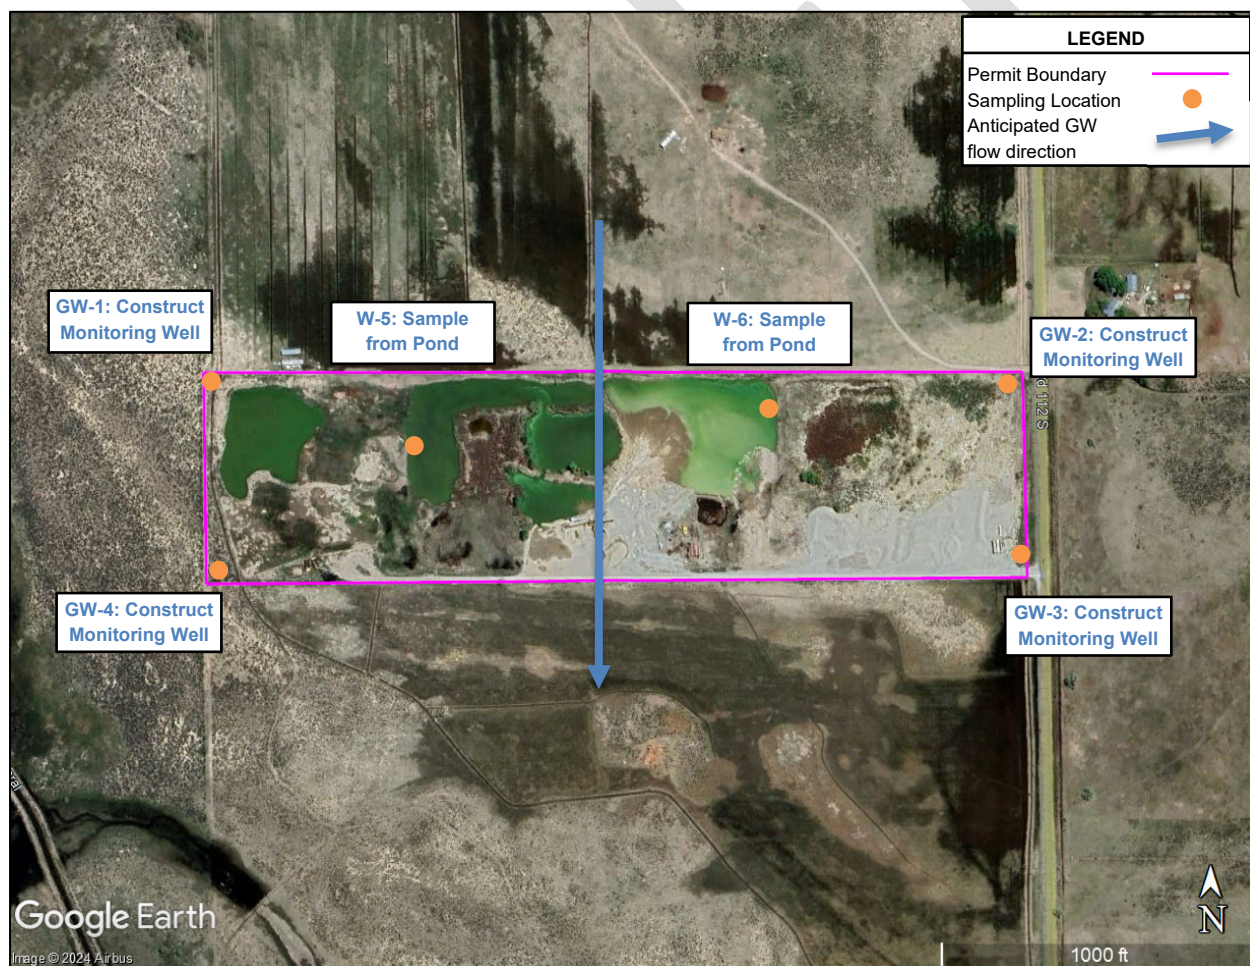 LEGEND
Permit Boundary
Sampling Location
Anticipated GW
flow direction
GW-1: Construct
Monitoring Well
W-5: Sample
from Pond
W-6: Sample
from Pond
GW-2: Construct
Monitoring Well
d 112 S
GW-4: Construct
Monitoring Well
GW-3: Construct
Monitoring Well
N
Google Earth
1000 ft
Image © 2024 Airbus